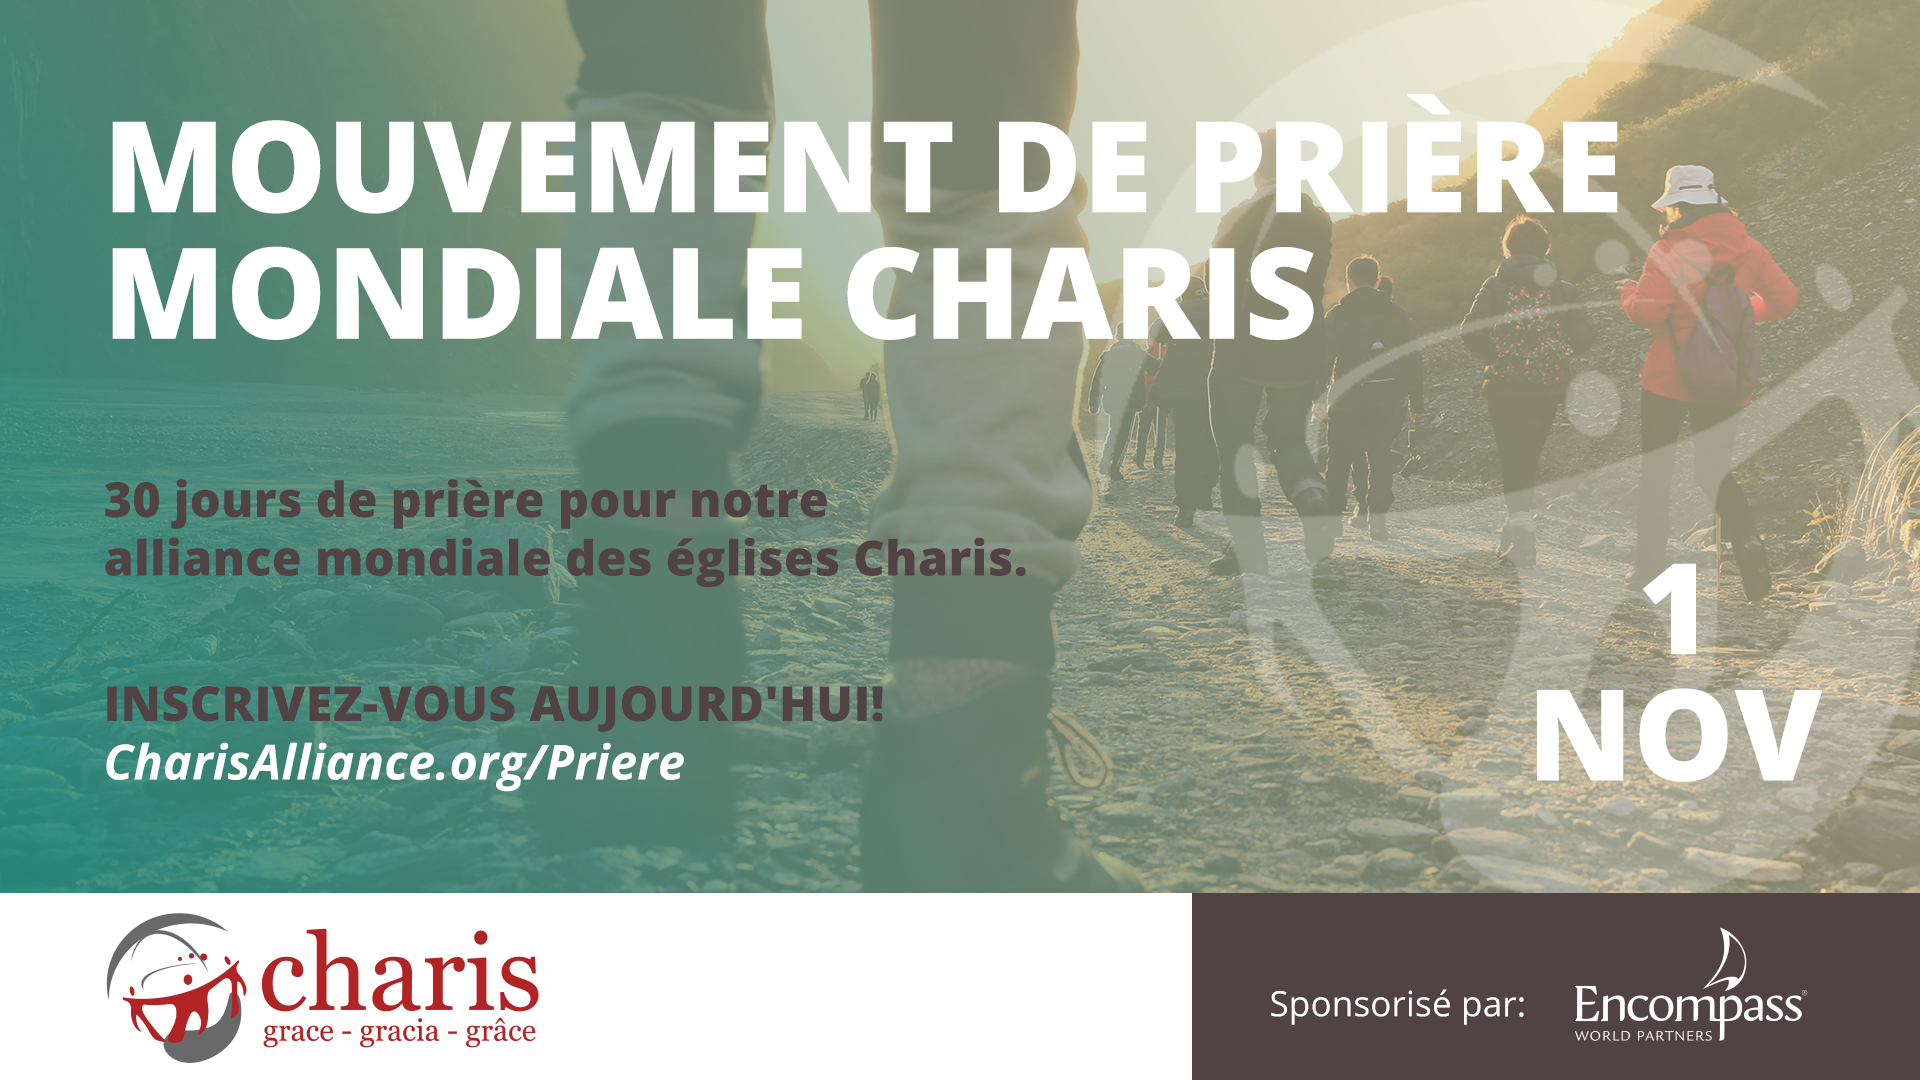 MOUVEMENT DE PRIÈRE
MONDIALE CHARIS
30 jours de prière pour notre
alliance mondiale des églises Charis.
INSCRIVEZ-VOUS AUJOURD'HUI!
CharisAlliance.org/Priere
1
NOV
charis
grace - gracia - grâce
Sponsorisé par:
Encompass®
WORLD PARTNERS